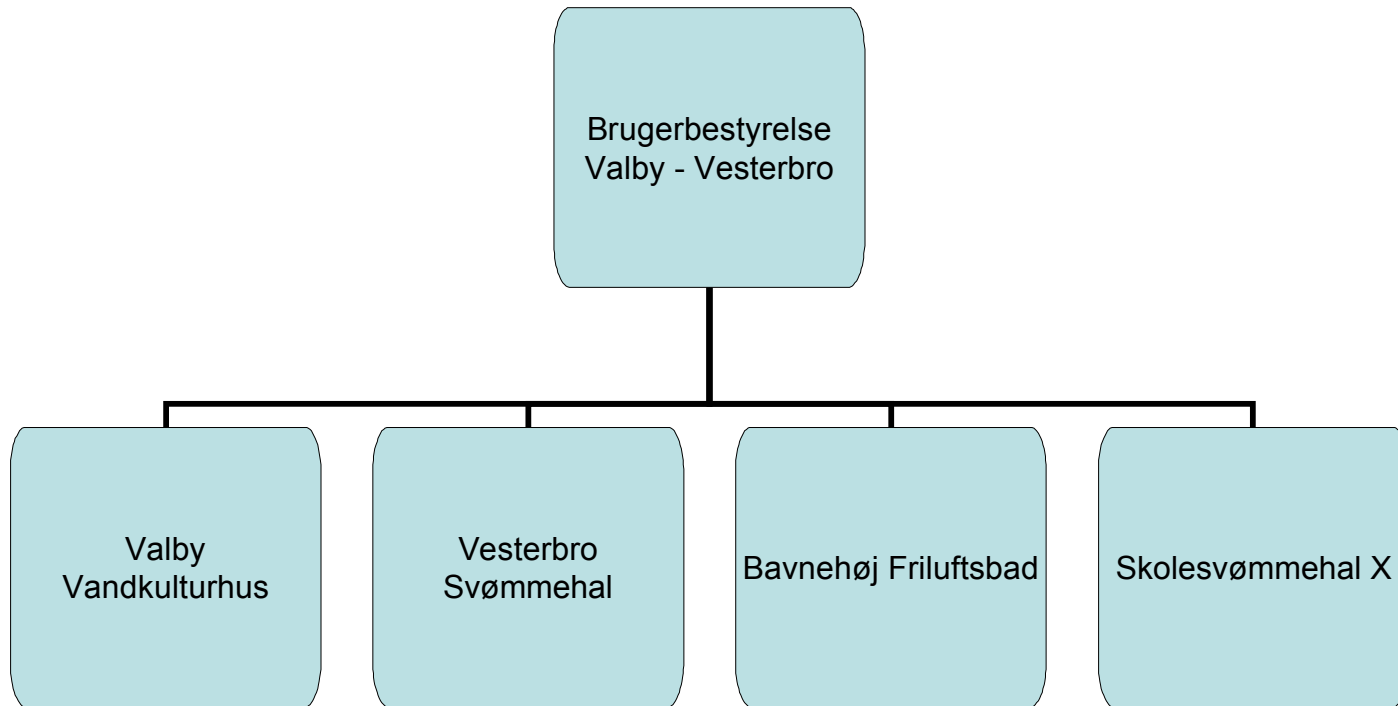 Brugerbestyrelse
Valby - Vesterbro
Valby
Vandkulturhus
Vesterbro
Svømmehal
Bavnehøj Friluftsbad
Skolesvømmehal X